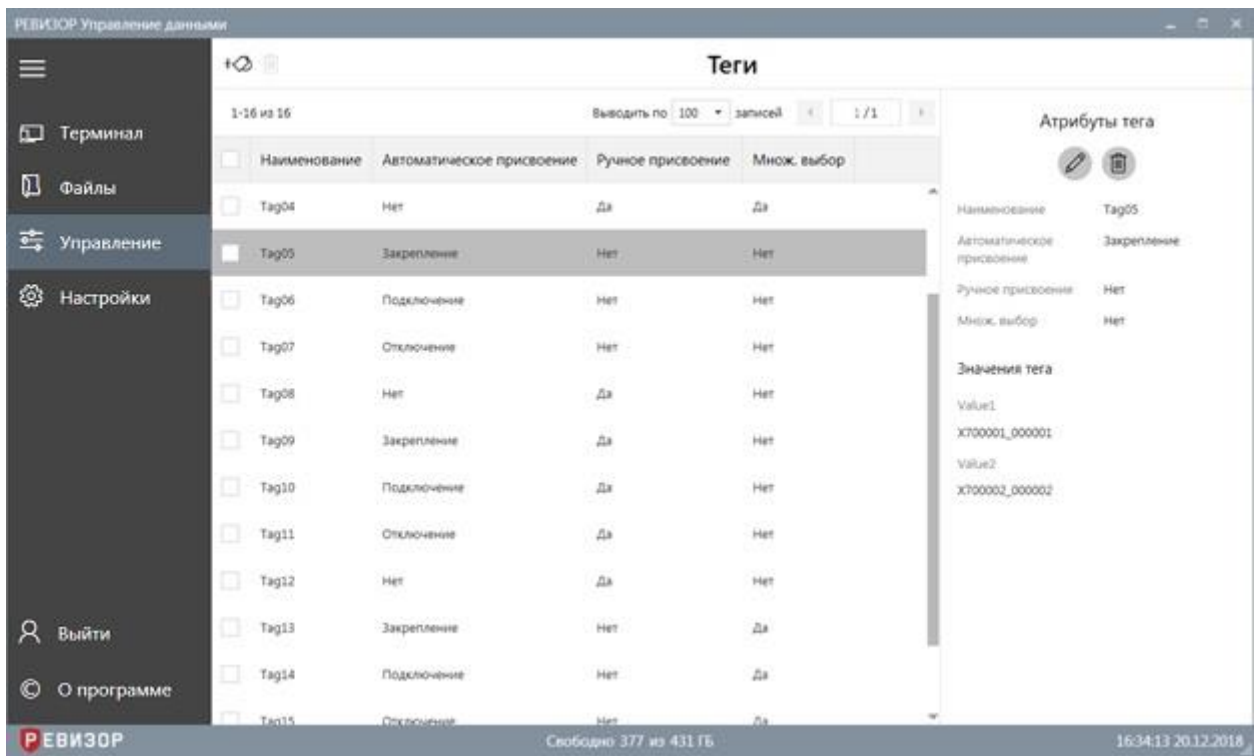 РЕВИЗОР Управление данными
Теги
1-16 из 16 Выводить по 100 записей 1/1
Терминал
Файлы
Управление
Настройки
Выйти
О программе
Наименование Автоматическое присвоение Ручное присвоение Множ. выбор
Tag04 Нет Да Да
Tag05 Закрепление Нет Нет
Tag06 Подключение Нет Нет
Tag07 Отключение Нет Нет
Tag08 Нет Да Нет
Tag09 Закрепление Да Нет
Tag10 Подключение Да Нет
Tag11 Отключение Да Нет
Tag12 Нет Да Нет
Tag13 Закрепление Нет Да
Tag14 Подключение Нет Да
Tag15 Отключение Нет Да
Атрибуты тега
Наименование Tag05
Автоматическое Закрепление
присвоение
Ручное присвоение Нет
Множ. выбор Нет
Значения тега
Value1
X700001_000001
Value2
X700002_000002
РЕВИЗОР Свободно 377 из 431 ГБ 16:34:13 20.12.2018